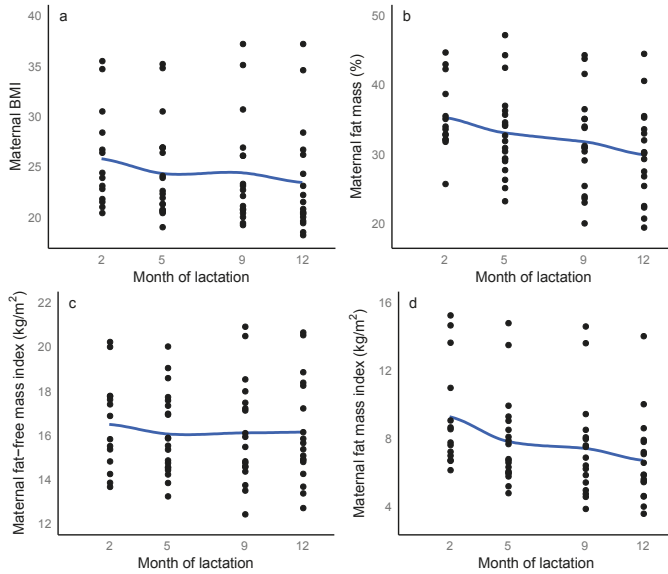 a
Maternal BMI
40
35
30
25
20
2 5 9 12
Month of lactation
b
Maternal fat mass (%)
50
40
30
20
2 5 9 12
Month of lactation
c
Maternal fat−free mass index (kg/m²)
22
20
18
16
14
12
2 5 9 12
Month of lactation
d
Maternal fat mass index (kg/m²)
16
12
8
4
2 5 9 12
Month of lactation